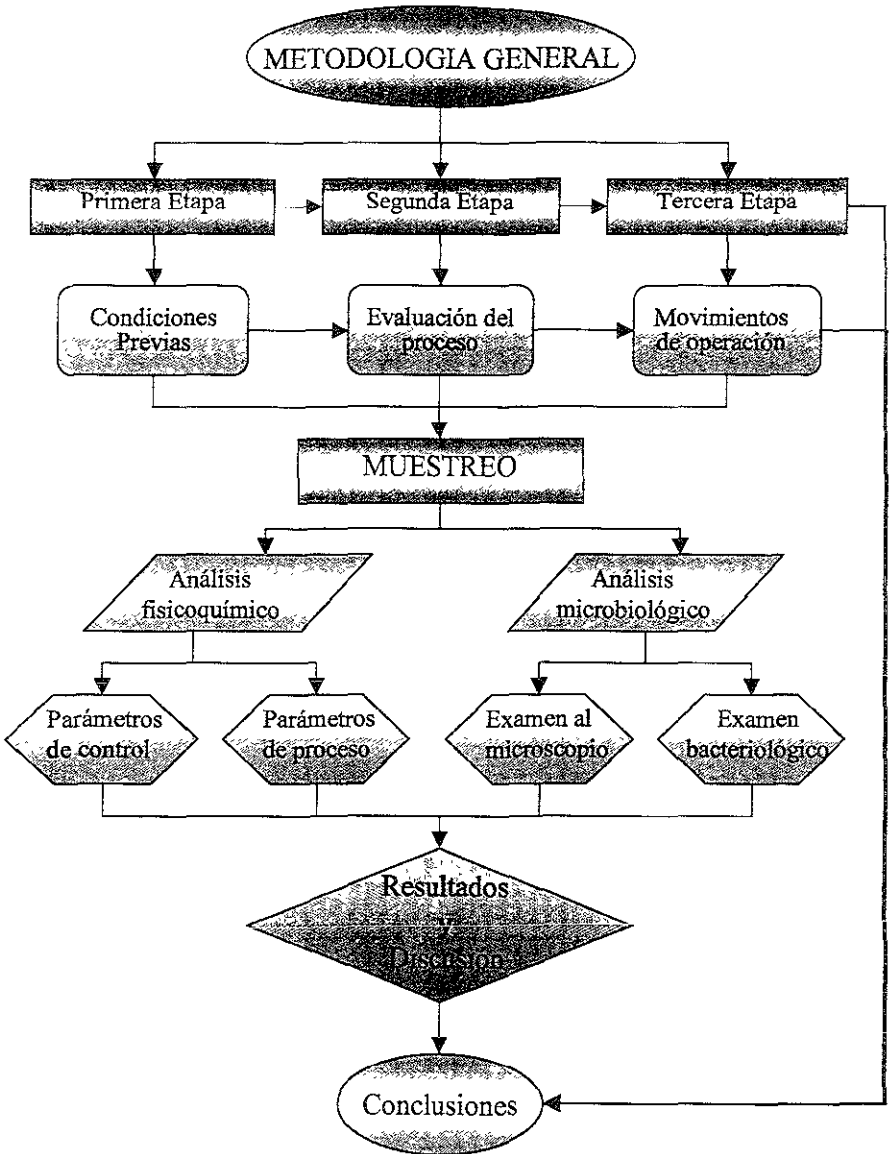 METODOLOGIA GENERAL
Primera Etapa
Segunda Etapa
Tercera Etapa
Condiciones
Previas
Evaluación del
proceso
Movimientos
de operación
MUESTREO
Análisis
fisicoquímico
Análisis
microbiológico
Parámetros
de control
Parámetros
de proceso
Examen al
microscopio
Examen
bacteriológico
Resultados
y
Discusión
Conclusiones